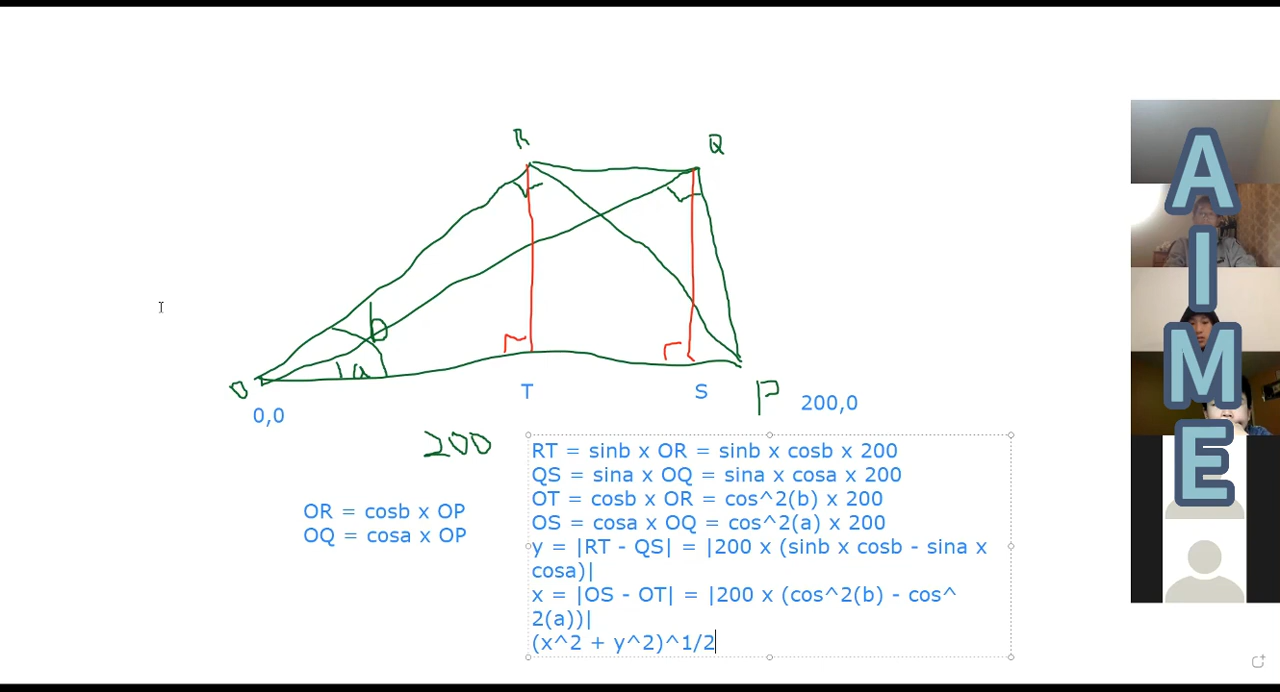 R
Q
b
a
O
T
S
P
200,0
0,0
200
RT = sinb x OR = sinb x cosb x 200
QS = sina x OQ = sina x cosa x 200
OT = cosb x OR = cos^2(b) x 200
OS = cosa x OQ = cos^2(a) x 200
y = |RT - QS| = |200 x (sinb x cosb - sina x
cosa)|
x = |OS - OT| = |200 x (cos^2(b) - cos^
2(a))|
(x^2 + y^2)^1/2
OR = cosb x OP
OQ = cosa x OP
A
I
M
E